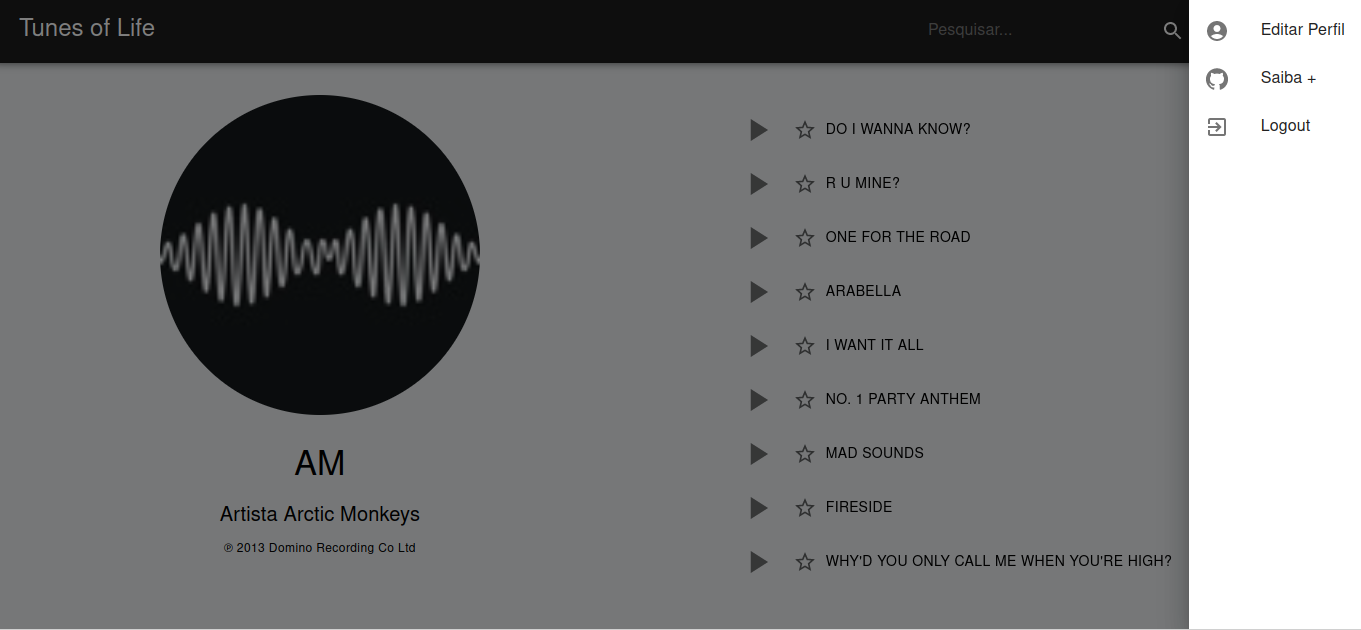 Tunes of Life
Pesquisar...
Editar Perfil
Saiba +
Logout
AM
Artista Arctic Monkeys
℗ 2013 Domino Recording Co Ltd
DO I WANNA KNOW?
R U MINE?
ONE FOR THE ROAD
ARABELLA
I WANT IT ALL
NO. 1 PARTY ANTHEM
MAD SOUNDS
FIRESIDE
WHY'D YOU ONLY CALL ME WHEN YOU'RE HIGH?